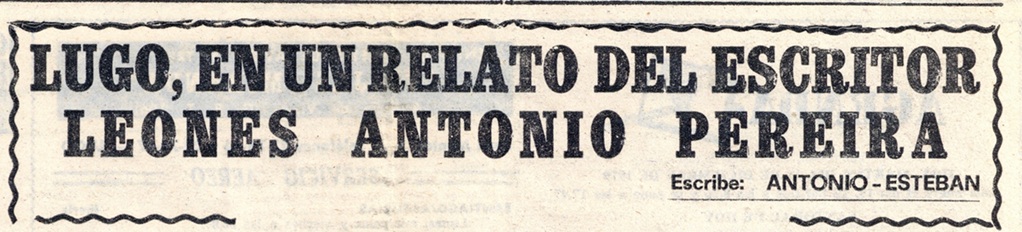 LUGO, EN UN RELATO DEL ESCRITOR
LEONES ANTONIO PEREIRA
Escribe: ANTONIO-ESTEBAN